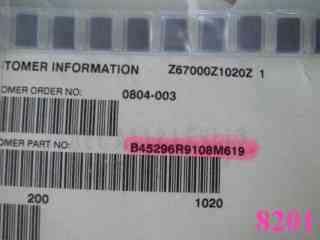 TOMER INFORMATION Z67000Z1020Z 1
OMER ORDER NO: 0804-003
OMER PART NO: B45296R9108M619
200 1020
8201